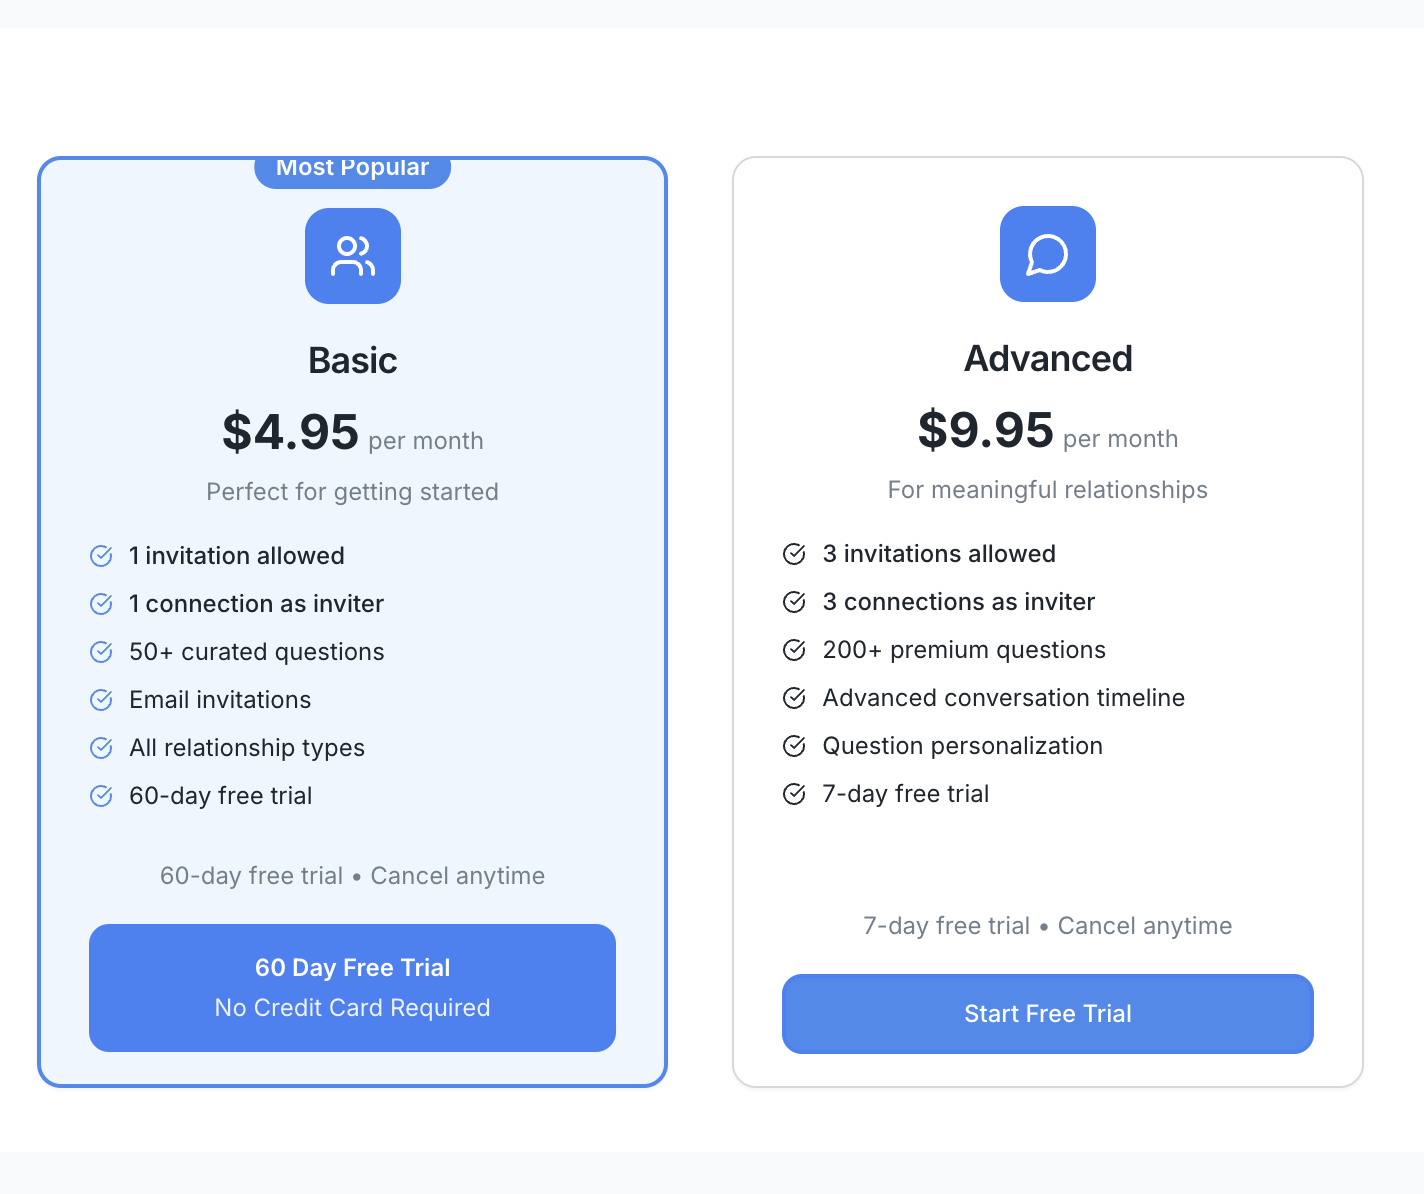 Most Popular
Basic
$4.95 per month
Perfect for getting started
1 invitation allowed
1 connection as inviter
50+ curated questions
Email invitations
All relationship types
60-day free trial
60-day free trial • Cancel anytime
60 Day Free Trial
No Credit Card Required
Advanced
$9.95 per month
For meaningful relationships
3 invitations allowed
3 connections as inviter
200+ premium questions
Advanced conversation timeline
Question personalization
7-day free trial
7-day free trial • Cancel anytime
Start Free Trial